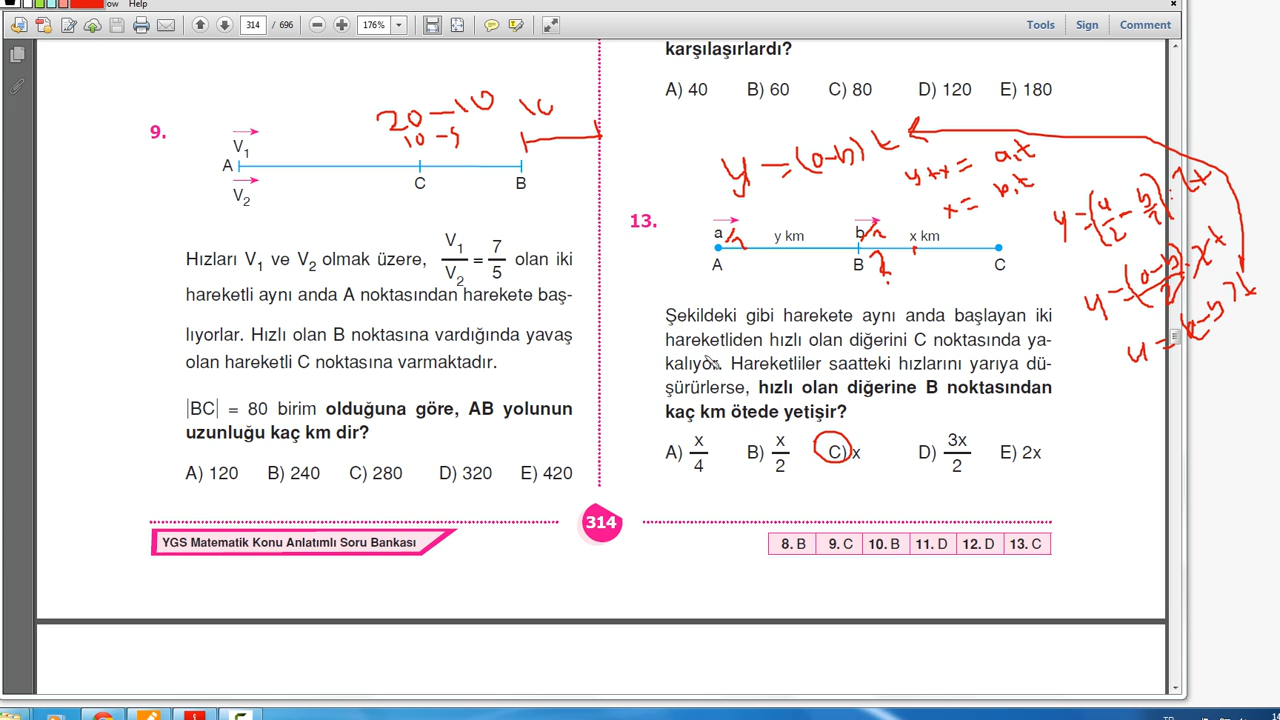 ow Help
314 / 696
176%
Tools Sign Comment
20 – 10
10 – 5
9.
V1
A
V2
C
B
Hızları V1 ve V2 olmak üzere, V1/V2 = 7/5 olan iki
hareketli aynı anda A noktasından harekete baş-
lıyorlar. Hızlı olan B noktasına vardığında yavaş
olan hareketli C noktasına varmaktadır.
|BC| = 80 birim olduğuna göre, AB yolunun
uzunluğu kaç km dir?
A) 120 B) 240 C) 280 D) 320 E) 420
karşılaşırlardı?
A) 40 B) 60 C) 80 D) 120 E) 180
y = (a-b) t
y+x = a.t
x = b.t
13.
a
y km
b
x km
A
B
C
?
Şekildeki gibi harekete aynı anda başlayan iki
hareketliden hızlı olan diğerini C noktasında ya-
kalıyor. Hareketliler saatteki hızlarını yarıya dü-
şürürlerse, hızlı olan diğerine B noktasından
kaç km ötede yetişir?
A) x/4 B) x/2 C) x D) 3x/2 E) 2x
314
YGS Matematik Konu Anlatımlı Soru Bankası
8. B 9. C 10. B 11. D 12. D 13. C